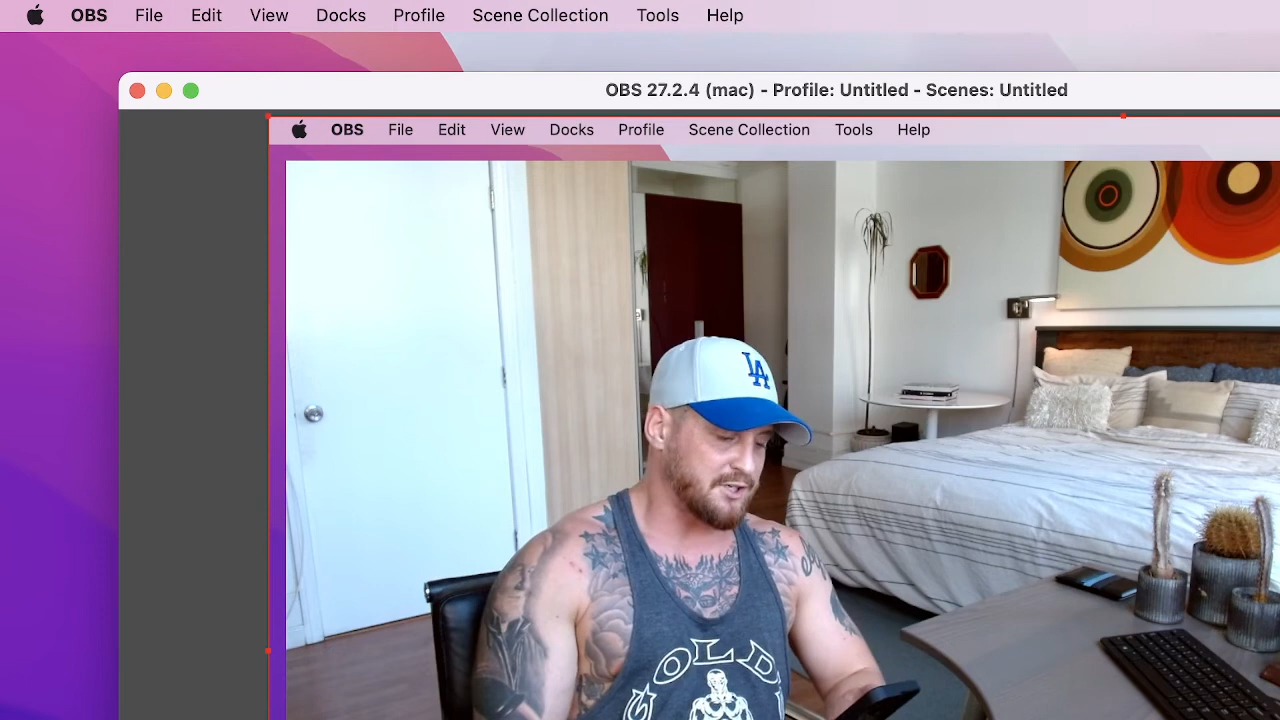 OBS File Edit View Docks Profile Scene Collection Tools Help
OBS 27.2.4 (mac) - Profile: Untitled - Scenes: Untitled
OBS File Edit View Docks Profile Scene Collection Tools Help
LA
GOLD'